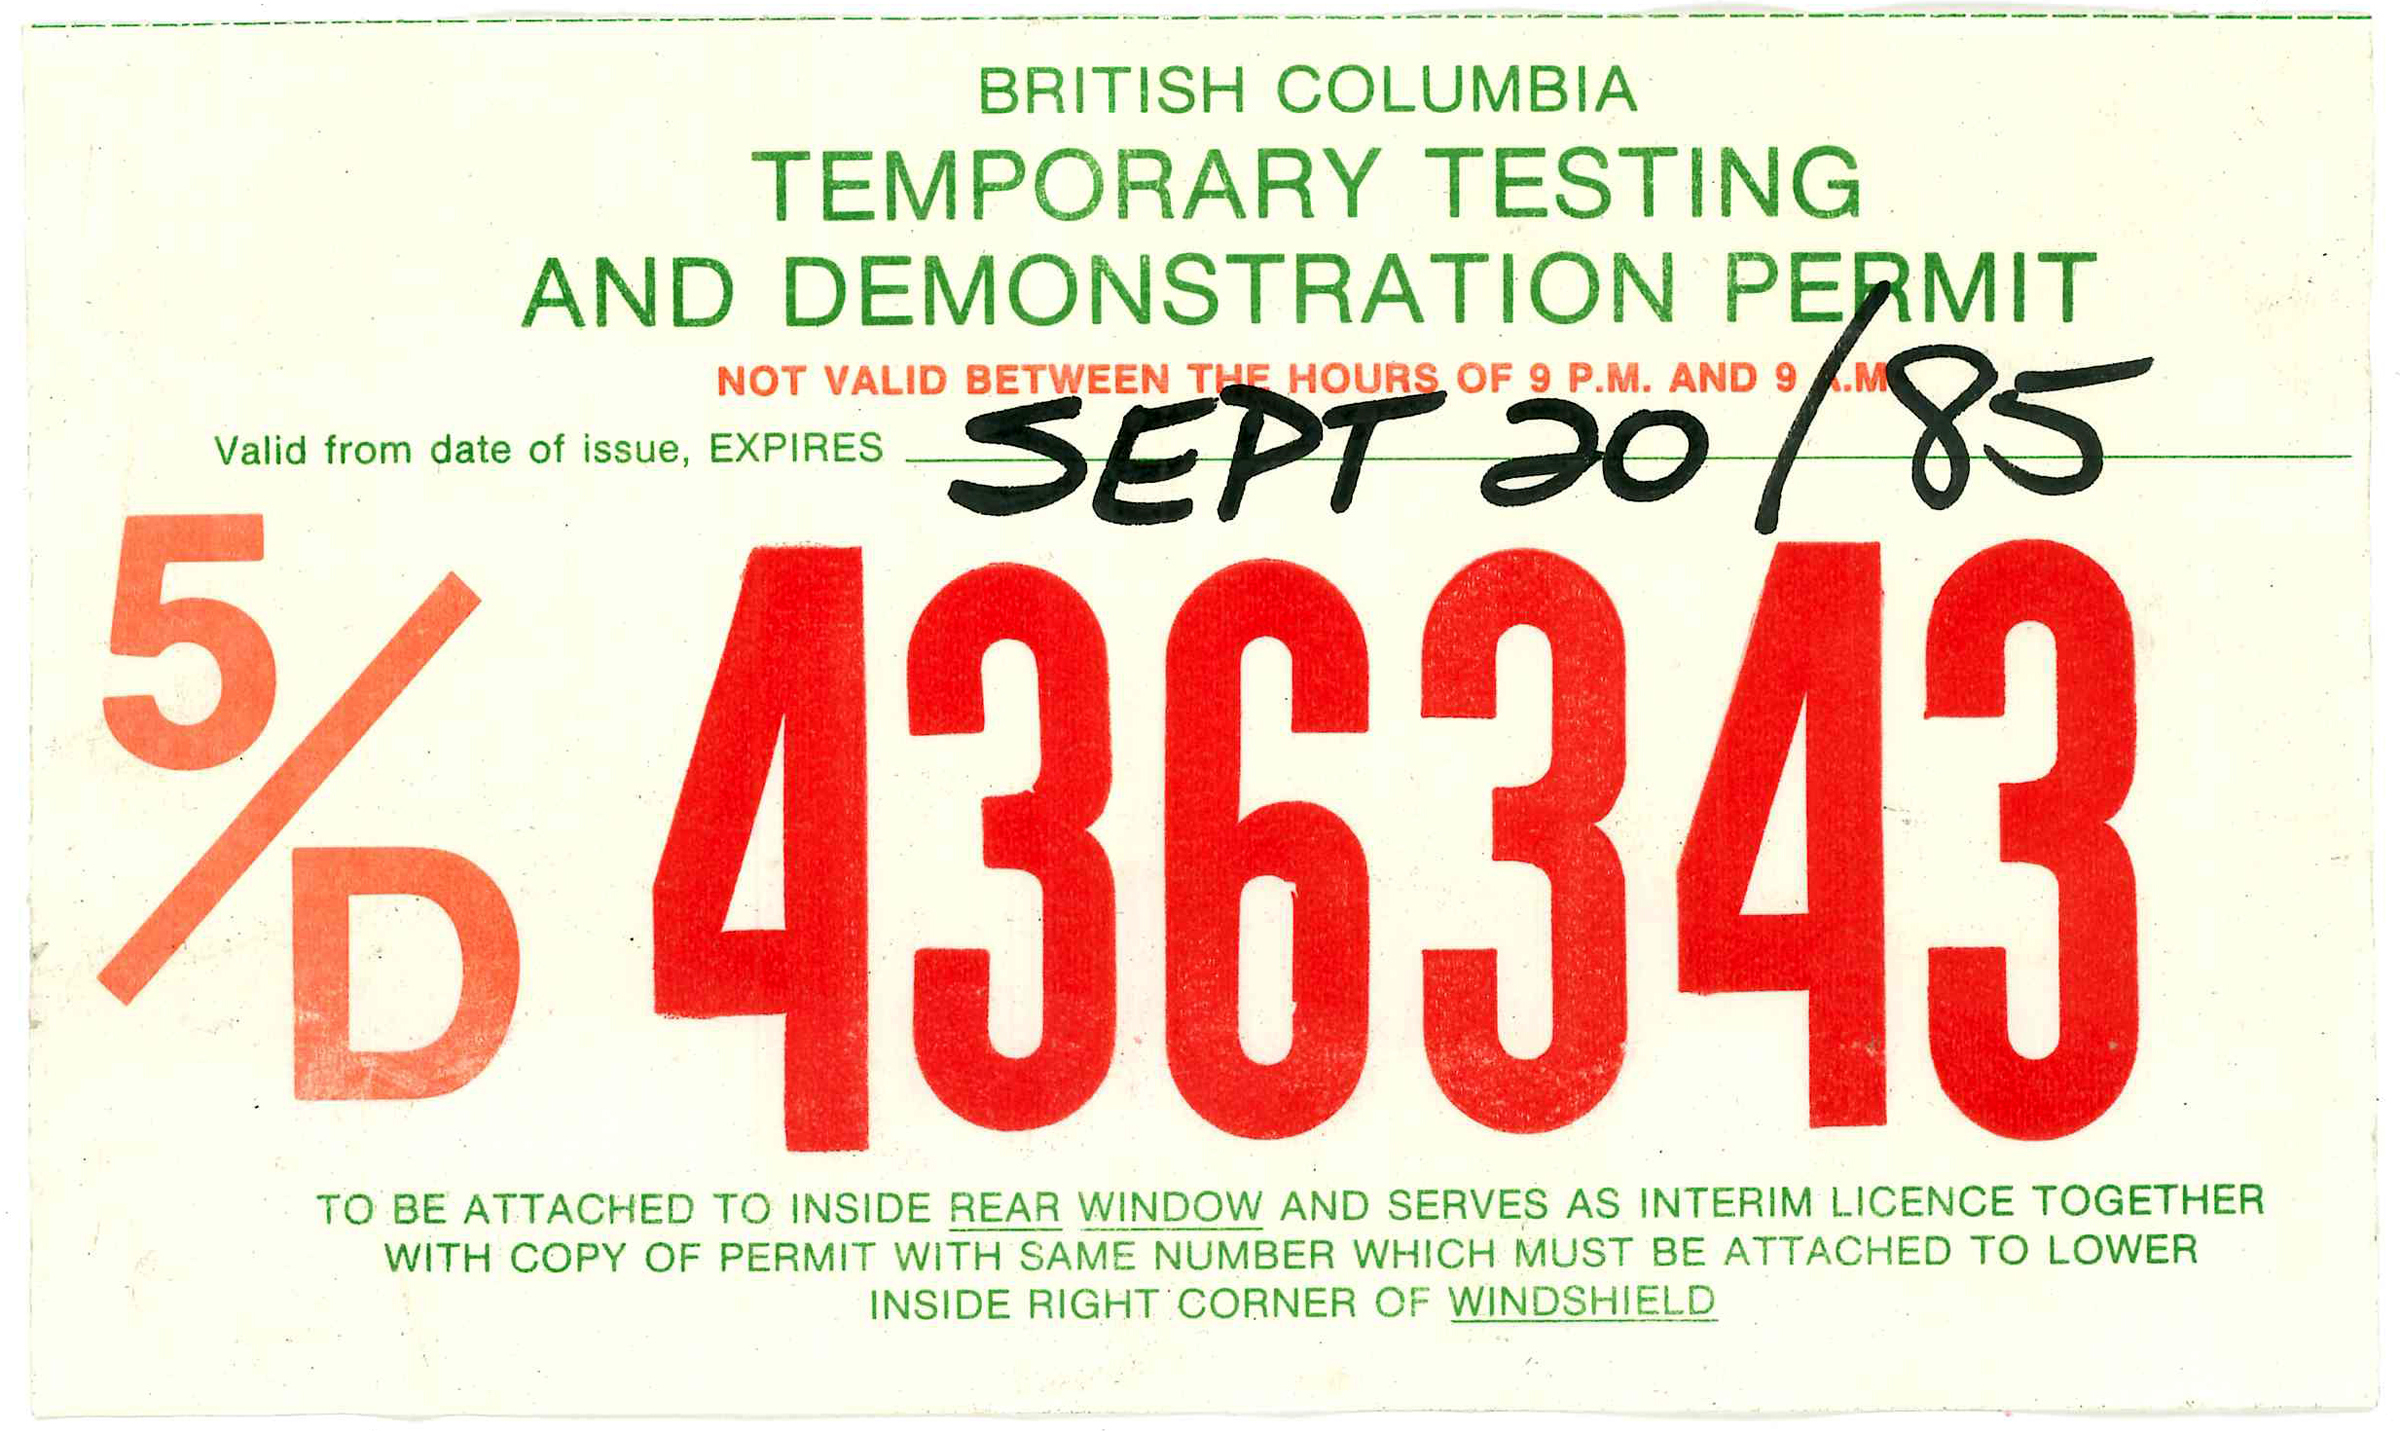 BRITISH COLUMBIA
TEMPORARY TESTING
AND DEMONSTRATION PERMIT
NOT VALID BETWEEN THE HOURS OF 9 P.M. AND 9 A.M
Valid from date of issue, EXPIRES SEPT 20/85
5/D 436343
TO BE ATTACHED TO INSIDE REAR WINDOW AND SERVES AS INTERIM LICENCE TOGETHER
WITH COPY OF PERMIT WITH SAME NUMBER WHICH MUST BE ATTACHED TO LOWER
INSIDE RIGHT CORNER OF WINDSHIELD